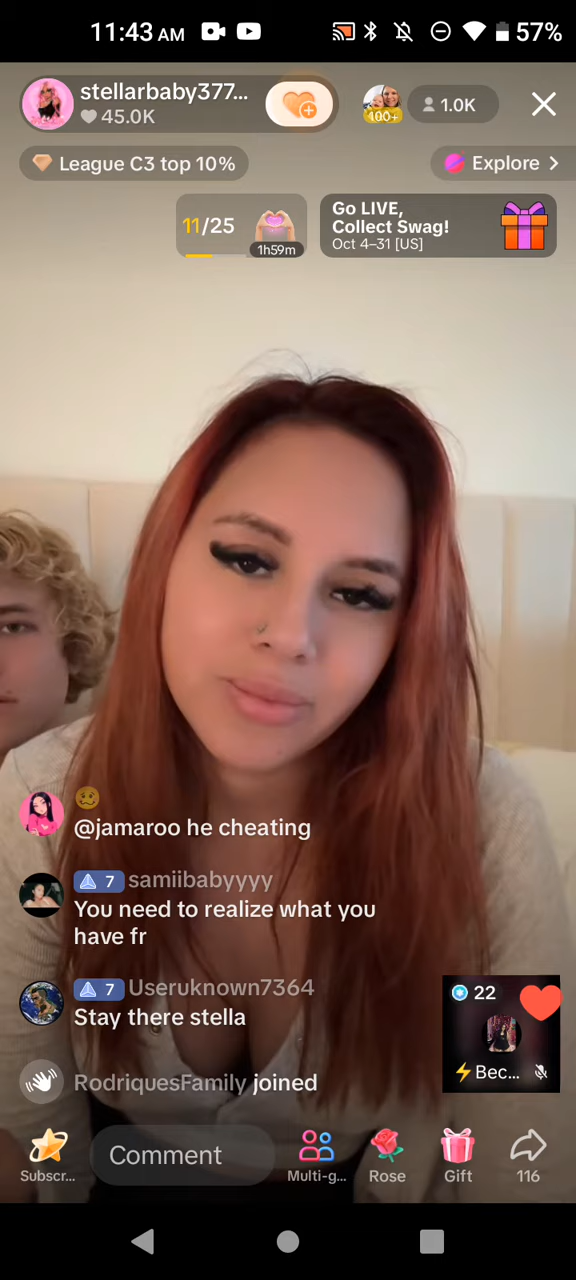 11:43 AM
57%
stellarbaby377...
45.0K
100+
1.0K
League C3 top 10%
Explore >
11/25
1h59m
Go LIVE,
Collect Swag!
Oct 4–31 [US]
@jamaroo he cheating
7 samiibabyyyy
You need to realize what you
have fr
7 Useruknown7364
Stay there stella
22
Bec...
RodriquesFamily joined
Subscr...
Comment
Multi-g...
Rose
Gift
116